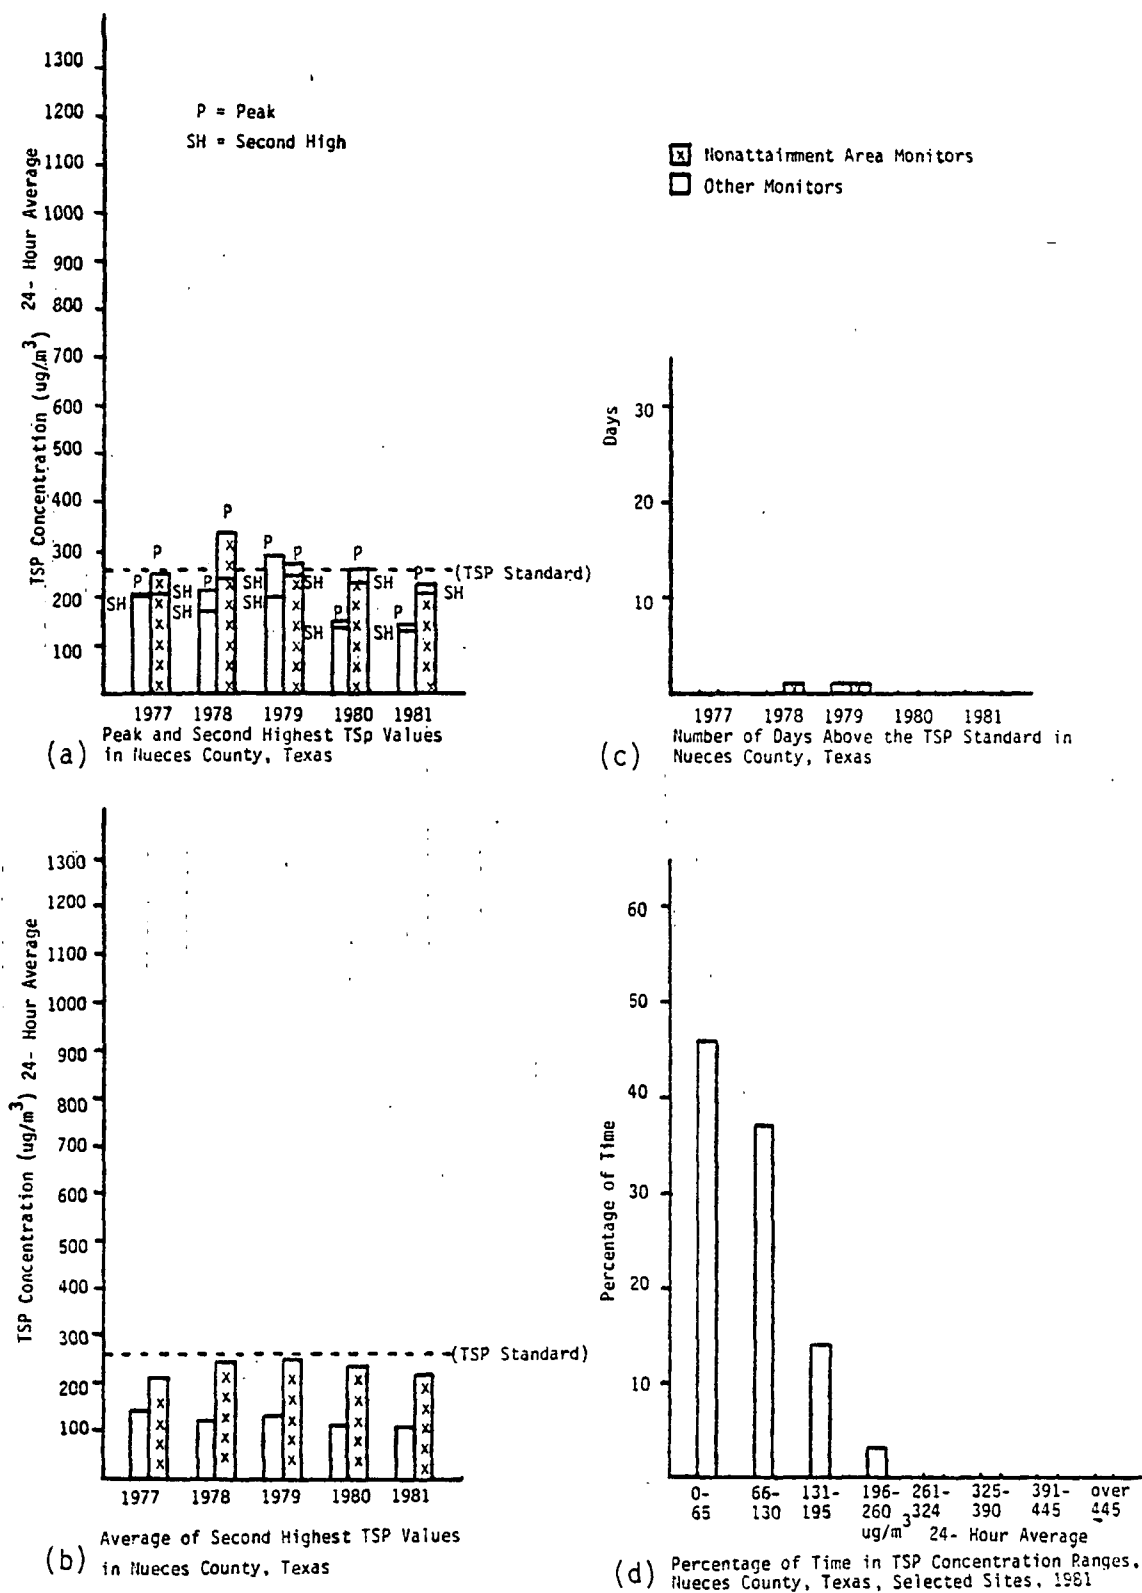 1300
1200
1100
1000
900
800
700
600
500
400
300
200
100
TSP Concentration (ug/m³) 24- Hour Average
P = Peak
SH = Second High
P
P
P
P
P
P
P
P
P
P
SH
SH
SH
SH
SH
SH
SH
SH
SH
SH
(TSP Standard)
1977 1978 1979 1980 1981
(a) Peak and Second Highest TSp Values
in Nueces County, Texas
x Nonattainment Area Monitors
Other Monitors
Days
30
20
10
1977 1978 1979 1980 1981
(c) Number of Days Above the TSP Standard in
Nueces County, Texas
1300
1200
1100
1000
900
800
700
600
500
400
300
200
100
TSP Concentration (ug/m³) 24- Hour Average
(TSP Standard)
1977 1978 1979 1980 1981
(b) Average of Second Highest TSP Values
in Nueces County, Texas
60
50
40
30
20
10
Percentage of Time
0- 66- 131- 196- 261- 325- 391- over
65 130 195 260 324 390 445 445
ug/m³ 24- Hour Average
(d) Percentage of Time in TSP Concentration Ranges,
Nueces County, Texas, Selected Sites, 1981